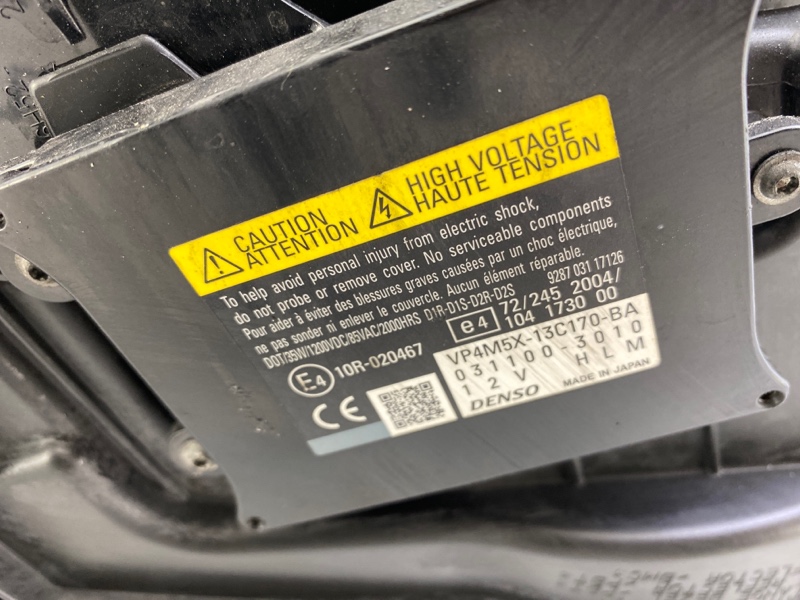 CAUTION
ATTENTION
HIGH VOLTAGE
HAUTE TENSION
To help avoid personal injury from electric shock,
do not probe or remove cover. No serviceable components
Pour aider à éviter des blessures graves causées par un choc électrique,
ne pas sonder ni enlever le couvercle. Aucun élément réparable.
DOT/35W/1200VDC/85VAC/2000HRS D1R-D1S-D2R-D2S 9287 031 17126
E4 10R-020467
e4 72/245 2004/
104 1730 00
CE
VP4M5X-13C170-BA
031100-3010
12V HLM
DENSO MADE IN JAPAN